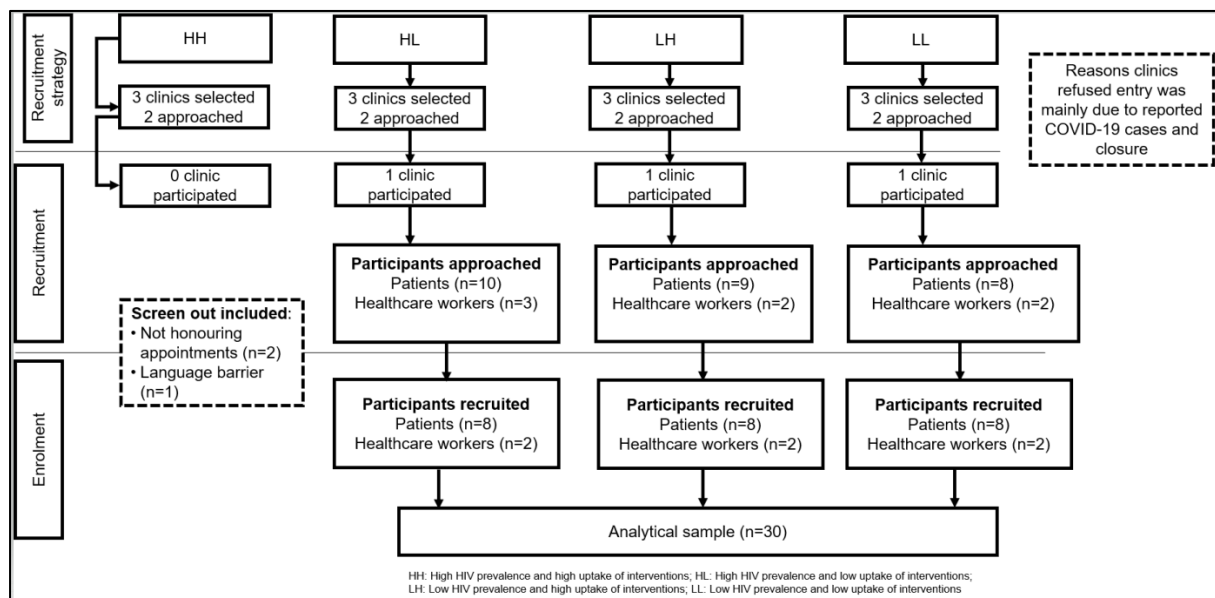 Recruitment
strategy
HH
HL
LH
LL
Reasons clinics
refused entry was
mainly due to reported
COVID-19 cases and
closure
3 clinics selected
2 approached
3 clinics selected
2 approached
3 clinics selected
2 approached
3 clinics selected
2 approached
Recruitment
0 clinic
participated
1 clinic
participated
1 clinic
participated
1 clinic
participated
Participants approached
Patients (n=10)
Healthcare workers (n=3)
Participants approached
Patients (n=9)
Healthcare workers (n=2)
Participants approached
Patients (n=8)
Healthcare workers (n=2)
Screen out included:
• Not honouring
appointments (n=2)
• Language barrier
(n=1)
Enrolment
Participants recruited
Patients (n=8)
Healthcare workers (n=2)
Participants recruited
Patients (n=8)
Healthcare workers (n=2)
Participants recruited
Patients (n=8)
Healthcare workers (n=2)
Analytical sample (n=30)
HH: High HIV prevalence and high uptake of interventions; HL: High HIV prevalence and low uptake of interventions;
LH: Low HIV prevalence and high uptake of interventions; LL: Low HIV prevalence and low uptake of interventions